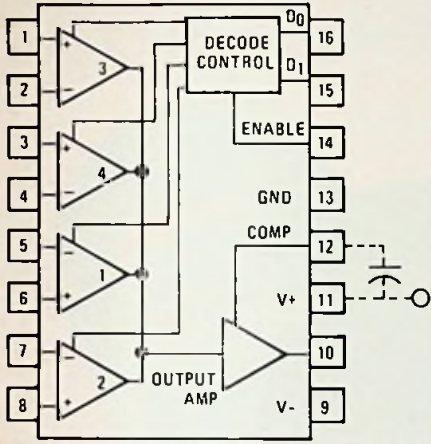 1
2
3
4
5
6
7
8
+
−
3
+
−
4
−
+
1
−
+
2
DECODE
CONTROL
D0
D1
ENABLE
GND
COMP
V+
OUTPUT
AMP
V-
16
15
14
13
12
11
10
9